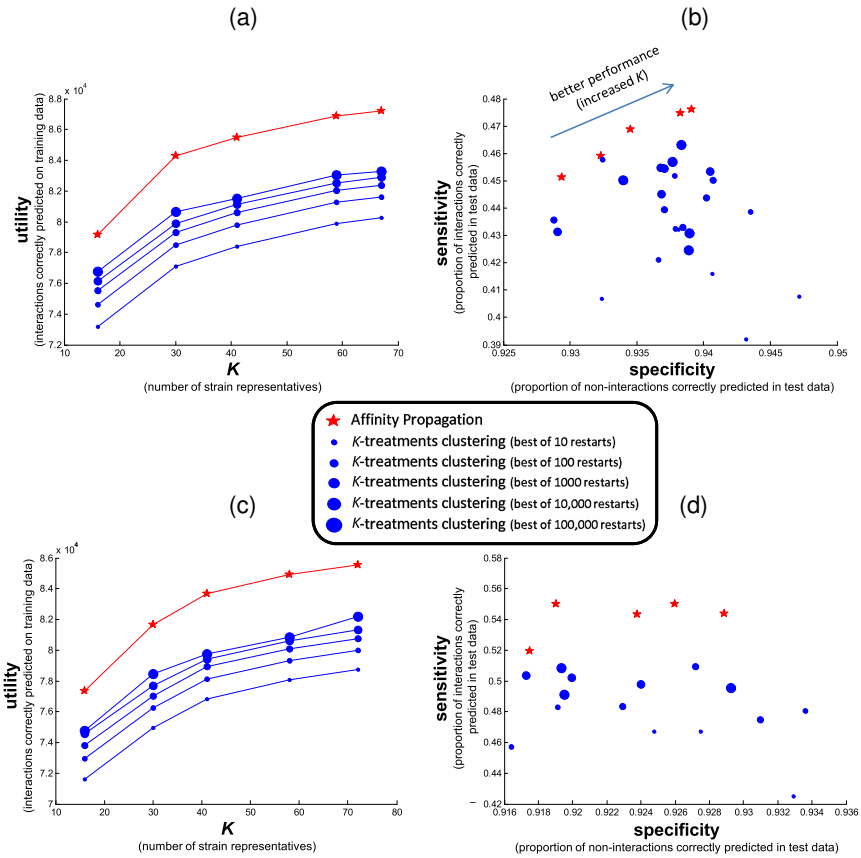 (a)
x 10⁴
8.8
8.6
8.4
8.2
8
7.8
7.6
7.4
7.2
10
20
30
40
50
60
70
utility
(interactions correctly predicted on training data)
K
(number of strain representatives)
(b)
better performance
(increased K)
0.48
0.47
0.46
0.45
0.44
0.43
0.42
0.41
0.4
0.39
0.925
0.93
0.935
0.94
0.945
0.95
sensitivity
(proportion of interactions correctly
predicted in test data)
specificity
(proportion of non-interactions correctly predicted in test data)
Affinity Propagation
K-treatments clustering (best of 10 restarts)
K-treatments clustering (best of 100 restarts)
K-treatments clustering (best of 1000 restarts)
K-treatments clustering (best of 10,000 restarts)
K-treatments clustering (best of 100,000 restarts)
(c)
x 10⁴
8.6
8.4
8.2
8
7.8
7.6
7.4
7.2
7
10
20
30
40
50
60
70
80
utility
(interactions correctly predicted on training data)
K
(number of strain representatives)
(d)
0.58
0.56
0.54
0.52
0.5
0.48
0.46
0.44
0.42
0.916
0.918
0.92
0.922
0.924
0.926
0.928
0.93
0.932
0.934
0.936
sensitivity
(proportion of interactions correctly
predicted in test data)
specificity
(proportion of non-interactions correctly predicted in test data)